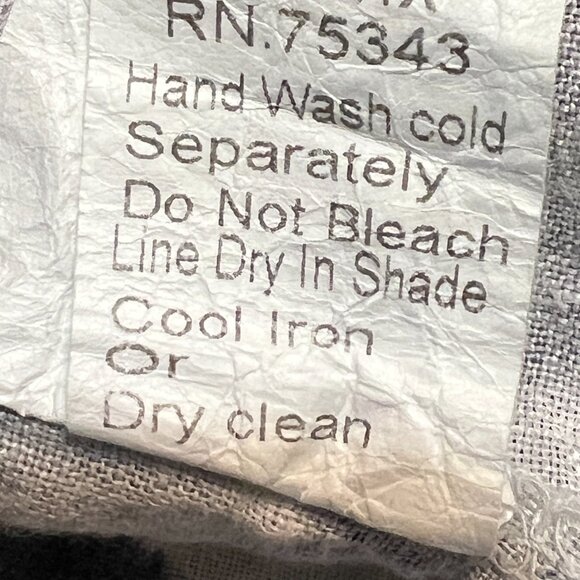 RN.75343
Hand Wash cold
Separately
Do Not Bleach
Line Dry In Shade
Cool Iron
Or
Dry clean